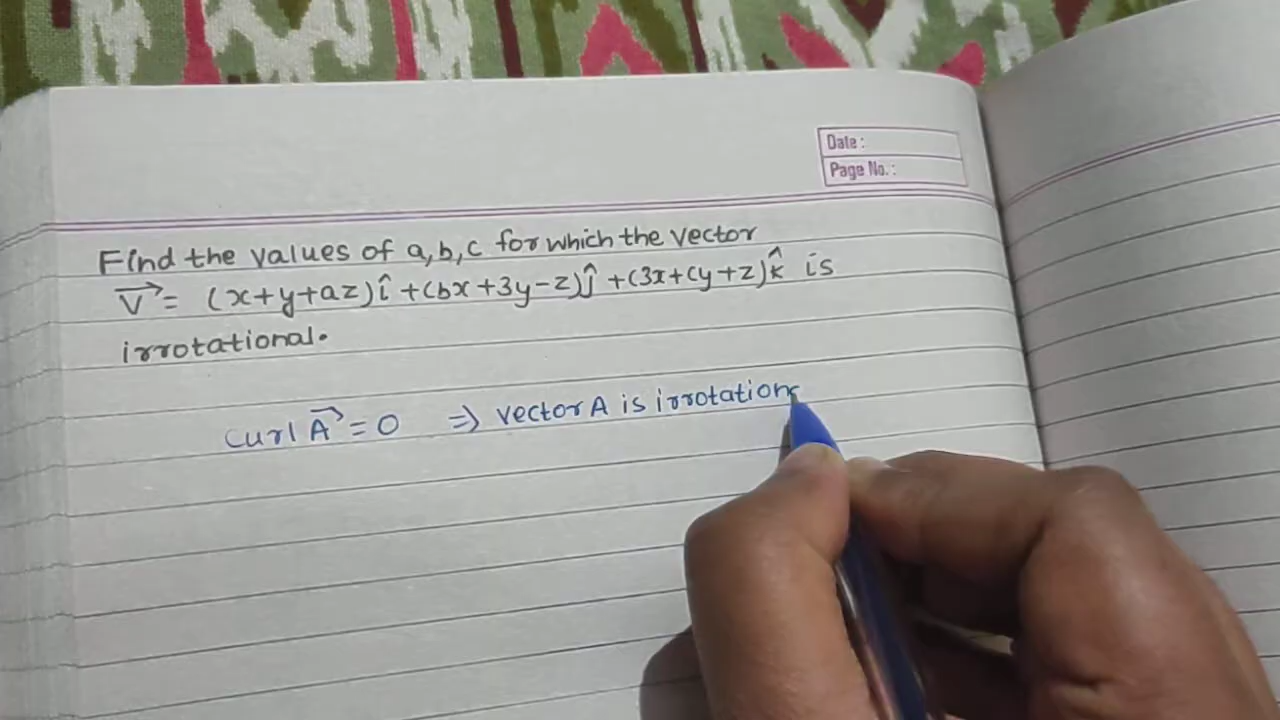 Date :
Page No. :
Find the values of a,b,c for which the vector
V⃗ = (x+y+az)î +(bx+3y-z)ĵ +(3x+cy+z)k̂ is
irrotational.
curl A⃗ = 0 ⇒ vector A is irrotation